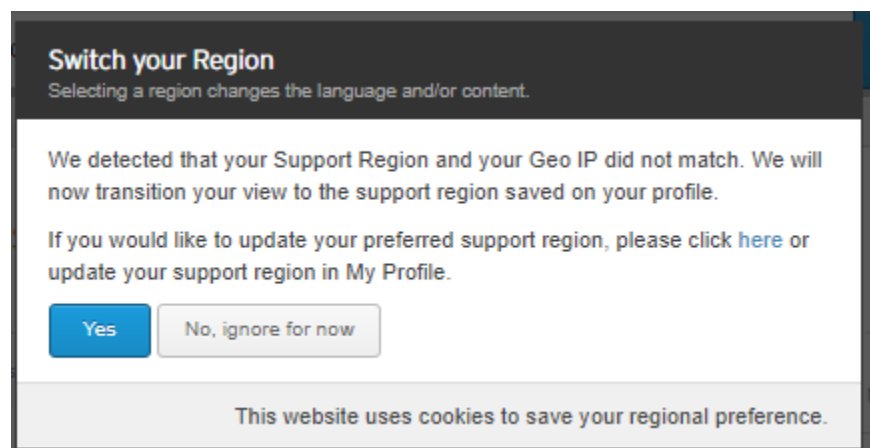 Switch your Region
Selecting a region changes the language and/or content.
We detected that your Support Region and your Geo IP did not match. We will
now transition your view to the support region saved on your profile.
If you would like to update your preferred support region, please click here or
update your support region in My Profile.
Yes
No, ignore for now
This website uses cookies to save your regional preference.